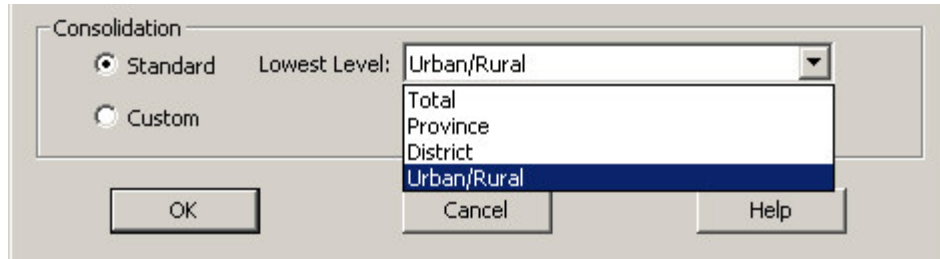 Consolidation
Standard Lowest Level: Urban/Rural
Total
Custom
Province
District
Urban/Rural
OK Cancel Help